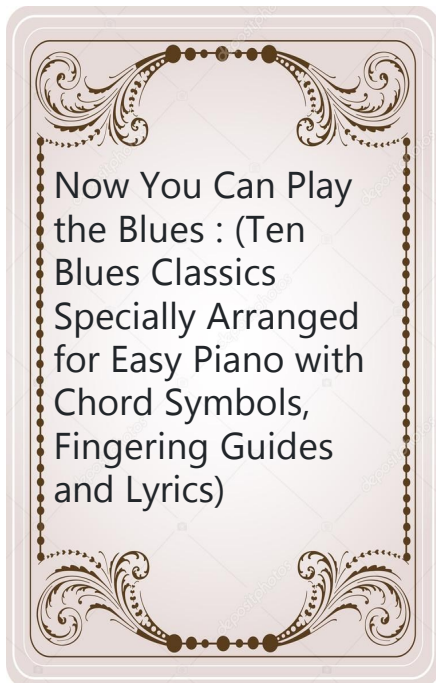 Now You Can Play
the Blues : (Ten
Blues Classics
Specially Arranged
for Easy Piano with
Chord Symbols,
Fingering Guides
and Lyrics)